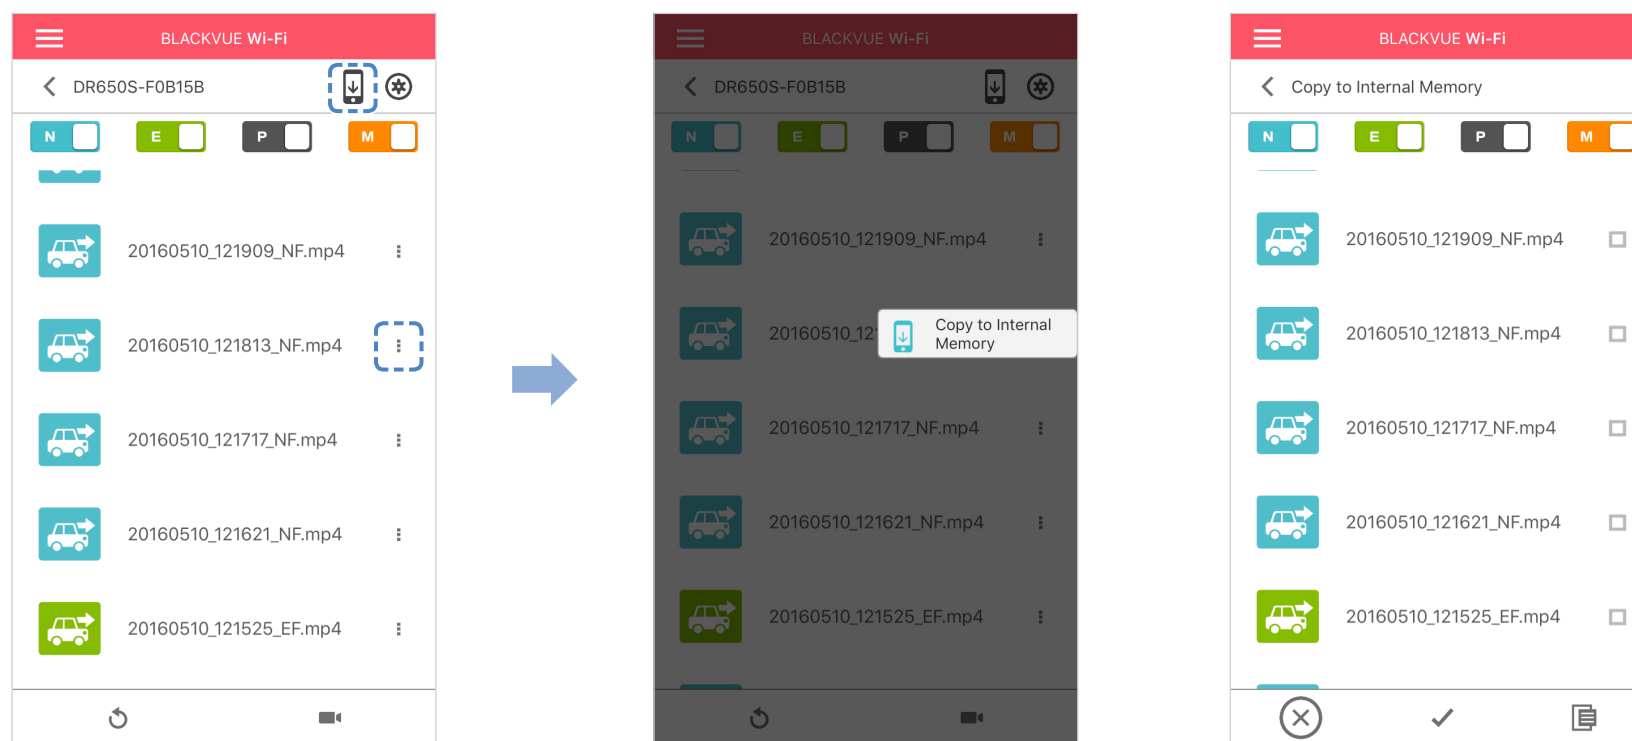 BLACKVUE Wi-Fi
DR650S-F0B15B
N E P M
20160510_121909_NF.mp4
20160510_121813_NF.mp4
20160510_121717_NF.mp4
20160510_121621_NF.mp4
20160510_121525_EF.mp4
BLACKVUE Wi-Fi
DR650S-F0B15B
N E P M
20160510_121909_NF.mp4
20160510_121
Copy to Internal
Memory
20160510_121717_NF.mp4
20160510_121621_NF.mp4
20160510_121525_EF.mp4
BLACKVUE Wi-Fi
Copy to Internal Memory
N E P M
20160510_121909_NF.mp4
20160510_121813_NF.mp4
20160510_121717_NF.mp4
20160510_121621_NF.mp4
20160510_121525_EF.mp4